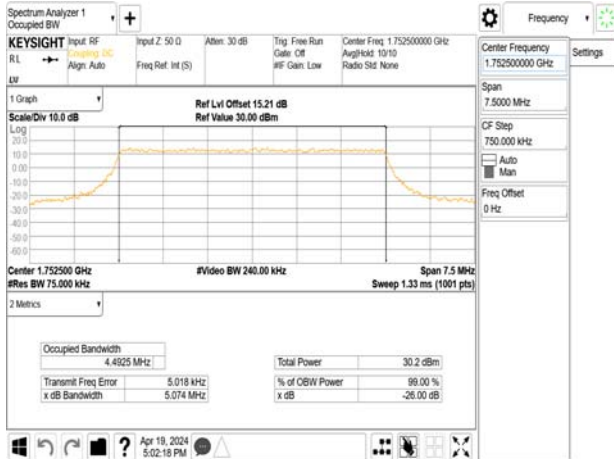 Spectrum Analyzer 1
Occupied BW
+
Frequency
KEYSIGHT Input: RF Input Z: 50 Ω Atten: 30 dB Trig: Free Run Center Freq: 1.752500000 GHz
RL Coupling: DC Gate: Off Avg|Hold: 10/10
Align: Auto Freq Ref: Int (S) #IF Gain: Low Radio Std: None
Center Frequency
1.752500000 GHz
Settings
Span
7.5000 MHz
CF Step
750.000 kHz
Auto
Man
Freq Offset
0 Hz
1 Graph
Ref Lvl Offset 15.21 dB
Scale/Div 10.0 dB Ref Value 30.00 dBm
Log
20.0
10.0
0.00
-10.0
-20.0
-30.0
-40.0
-50.0
-60.0
Center 1.752500 GHz #Video BW 240.00 kHz Span 7.5 MHz
#Res BW 75.000 kHz Sweep 1.33 ms (1001 pts)
2 Metrics
Occupied Bandwidth
4.4925 MHz Total Power 30.2 dBm
Transmit Freq Error 5.018 kHz % of OBW Power 99.00 %
x dB Bandwidth 5.074 MHz x dB -26.00 dB
?
Apr 19, 2024
5:02:18 PM